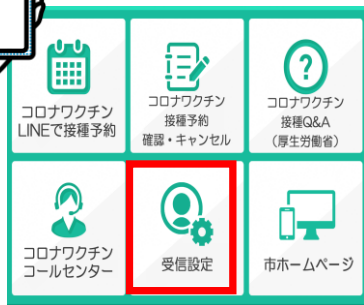 コロナワクチン
LINEで接種予約
コロナワクチン
接種予約
確認・キャンセル
コロナワクチン
接種Q&A
（厚生労働省）
コロナワクチン
コールセンター
受信設定
市ホームページ